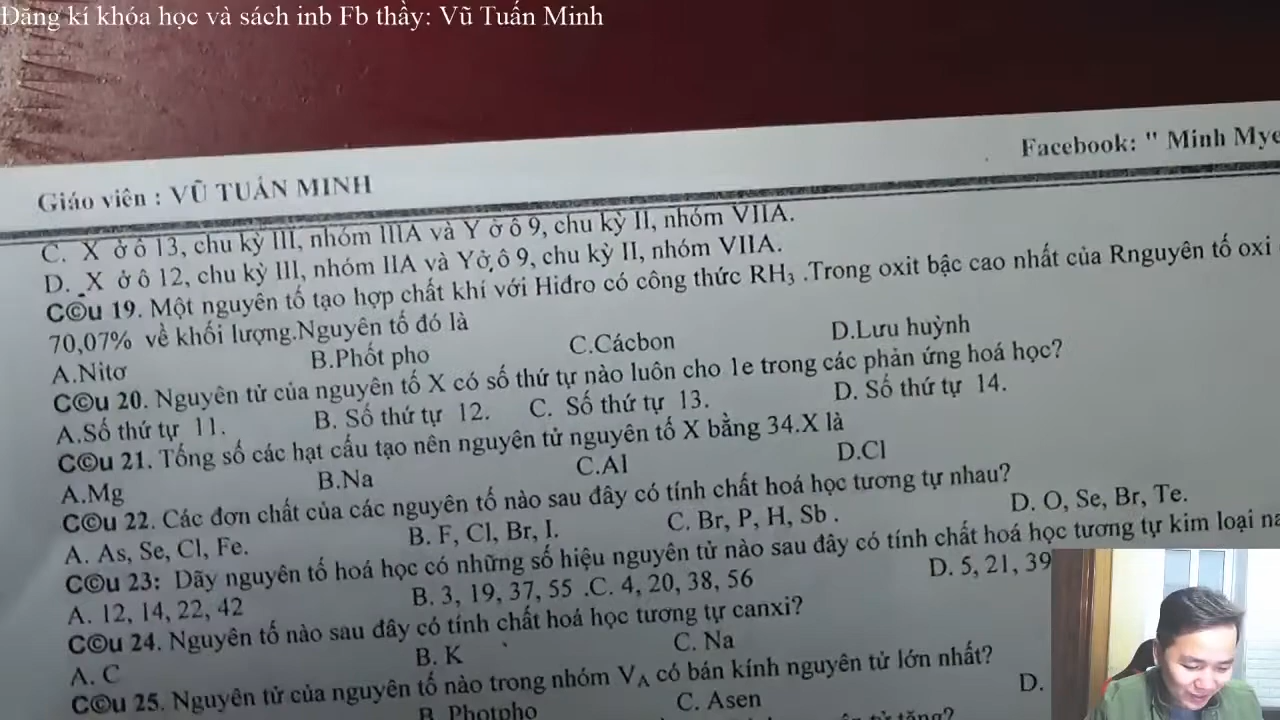 Đăng kí khóa học và sách inb Fb thầy: Vũ Tuấn Minh
Giáo viên : VŨ TUẤN MINH
Facebook: " Minh Mye
C. X ở ô 13, chu kỳ III, nhóm IIIA và Y ở ô 9, chu kỳ II, nhóm VIIA.
D. X ở ô 12, chu kỳ III, nhóm IIA và Y ở ô 9, chu kỳ II, nhóm VIIA.
C©u 19. Một nguyên tố tạo hợp chất khí với Hiđro có công thức RH₃ .Trong oxit bậc cao nhất của Rnguyên tố oxi
70,07% về khối lượng.Nguyên tố đó là
A.Nitơ B.Phốt pho C.Cácbon D.Lưu huỳnh
C©u 20. Nguyên tử của nguyên tố X có số thứ tự nào luôn cho 1e trong các phản ứng hoá học?
A.Số thứ tự 11. B. Số thứ tự 12. C. Số thứ tự 13. D. Số thứ tự 14.
C©u 21. Tổng số các hạt cấu tạo nên nguyên tử nguyên tố X bằng 34.X là
A.Mg B.Na C.Al D.Cl
C©u 22. Các đơn chất của các nguyên tố nào sau đây có tính chất hoá học tương tự nhau?
A. As, Se, Cl, Fe. B. F, Cl, Br, I. C. Br, P, H, Sb . D. O, Se, Br, Te.
C©u 23: Dãy nguyên tố hoá học có những số hiệu nguyên tử nào sau đây có tính chất hoá học tương tự kim loại na
A. 12, 14, 22, 42 B. 3, 19, 37, 55 .C. 4, 20, 38, 56 D. 5, 21, 39
C©u 24. Nguyên tố nào sau đây có tính chất hoá học tương tự canxi?
A. C B. K C. Na
C©u 25. Nguyên tử của nguyên tố nào trong nhóm V_A có bán kính nguyên tử lớn nhất?
B. Photpho C. Asen D.
tăng?